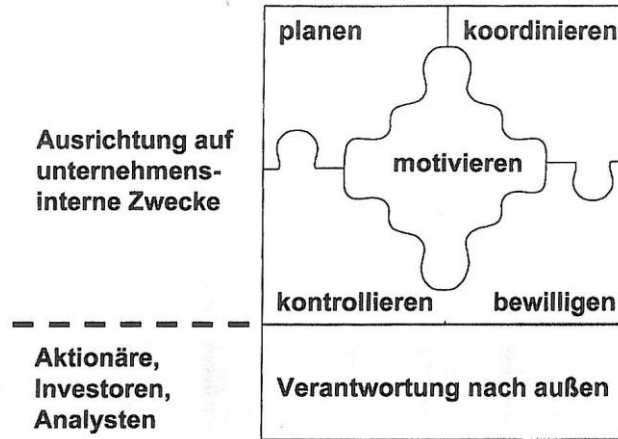 planen
koordinieren
Ausrichtung auf
unternehmens-
interne Zwecke
motivieren
kontrollieren
bewilligen
Aktionäre,
Investoren,
Analysten
Verantwortung nach außen